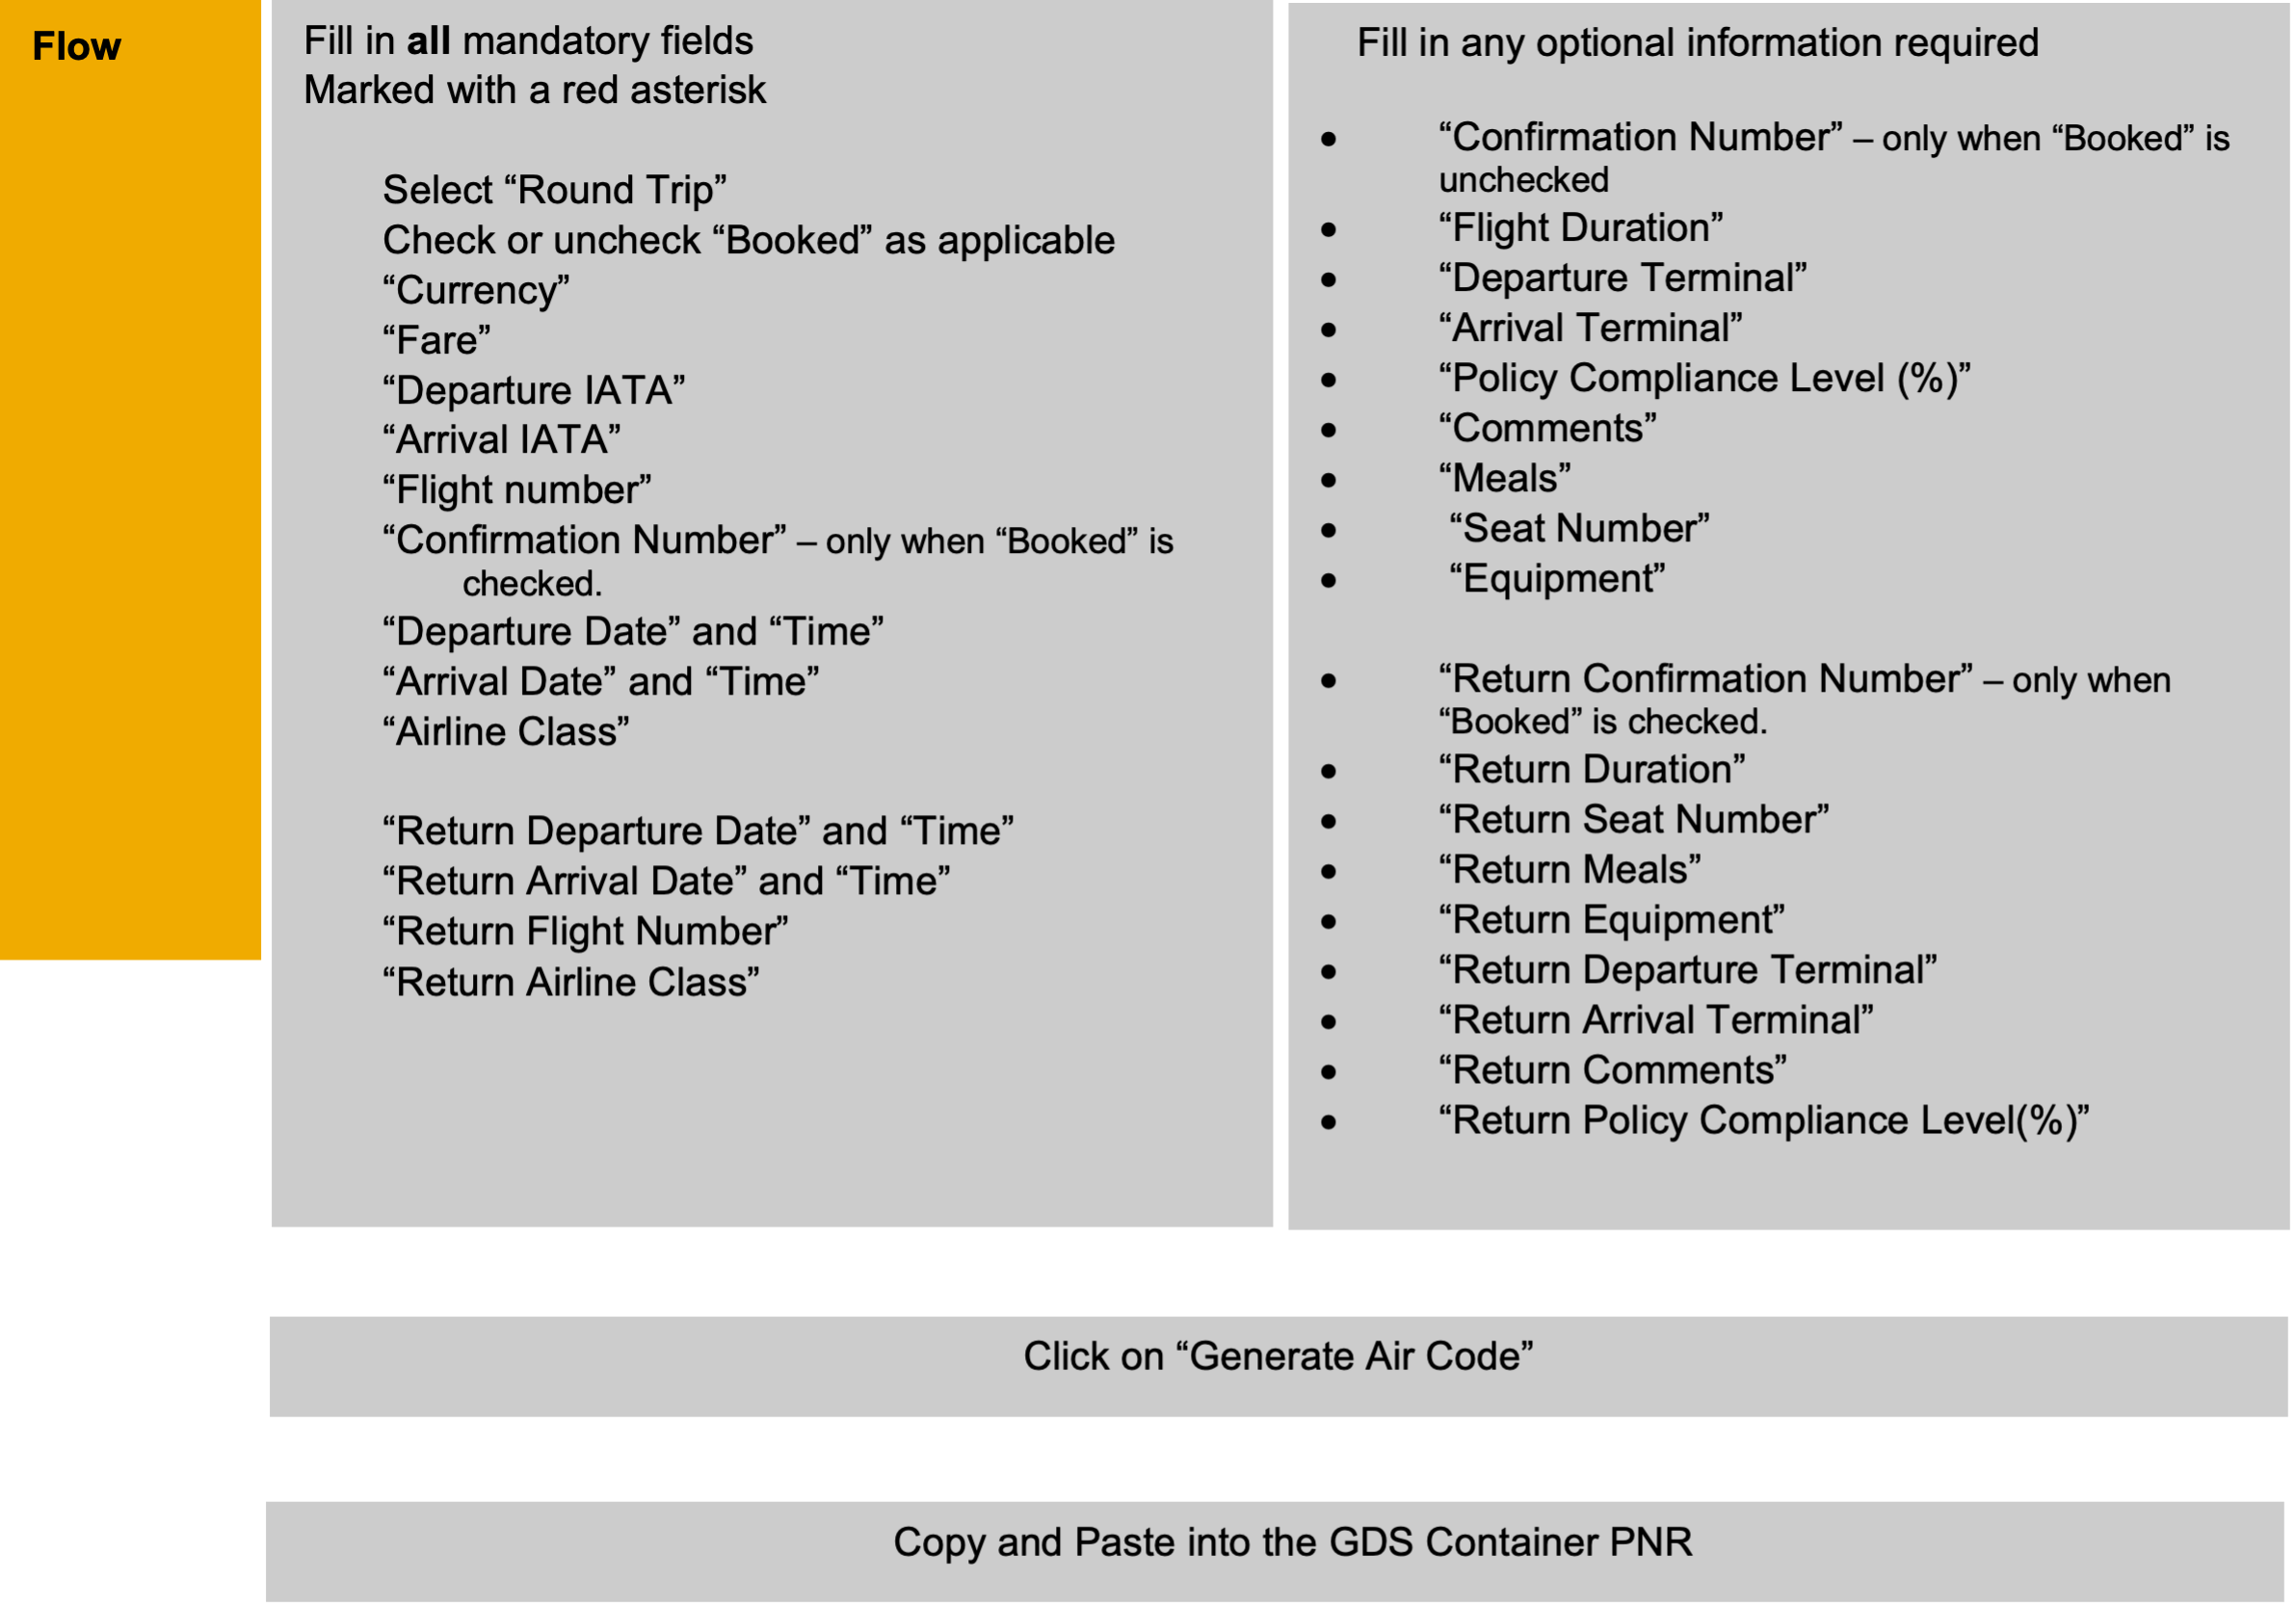 Flow
Fill in all mandatory fields
Marked with a red asterisk
Select “Round Trip”
Check or uncheck “Booked” as applicable
“Currency”
“Fare”
“Departure IATA”
“Arrival IATA”
“Flight number”
“Confirmation Number” – only when “Booked” is
checked.
“Departure Date” and “Time”
“Arrival Date” and “Time”
“Airline Class”
“Return Departure Date” and “Time”
“Return Arrival Date” and “Time”
“Return Flight Number”
“Return Airline Class”
Fill in any optional information required
● “Confirmation Number” – only when “Booked” is
unchecked
● “Flight Duration”
● “Departure Terminal”
● “Arrival Terminal”
● “Policy Compliance Level (%)”
● “Comments”
● “Meals”
● “Seat Number”
● “Equipment”
● “Return Confirmation Number” – only when
“Booked” is checked.
● “Return Duration”
● “Return Seat Number”
● “Return Meals”
● “Return Equipment”
● “Return Departure Terminal”
● “Return Arrival Terminal”
● “Return Comments”
● “Return Policy Compliance Level(%)”
Click on “Generate Air Code”
Copy and Paste into the GDS Container PNR